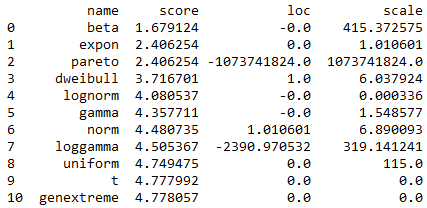 name score loc scale
0 beta 1.679124 -0.0 415.372575
1 expon 2.406254 0.0 1.010601
2 pareto 2.406254 -1073741824.0 1073741824.0
3 dweibull 3.716701 1.0 6.037924
4 lognorm 4.080537 -0.0 0.000336
5 gamma 4.357711 -0.0 1.548577
6 norm 4.480735 1.010601 6.890093
7 loggamma 4.505367 -2390.970532 319.141241
8 uniform 4.749475 0.0 115.0
9 t 4.777992 0.0 0.0
10 genextreme 4.778057 0.0 0.0